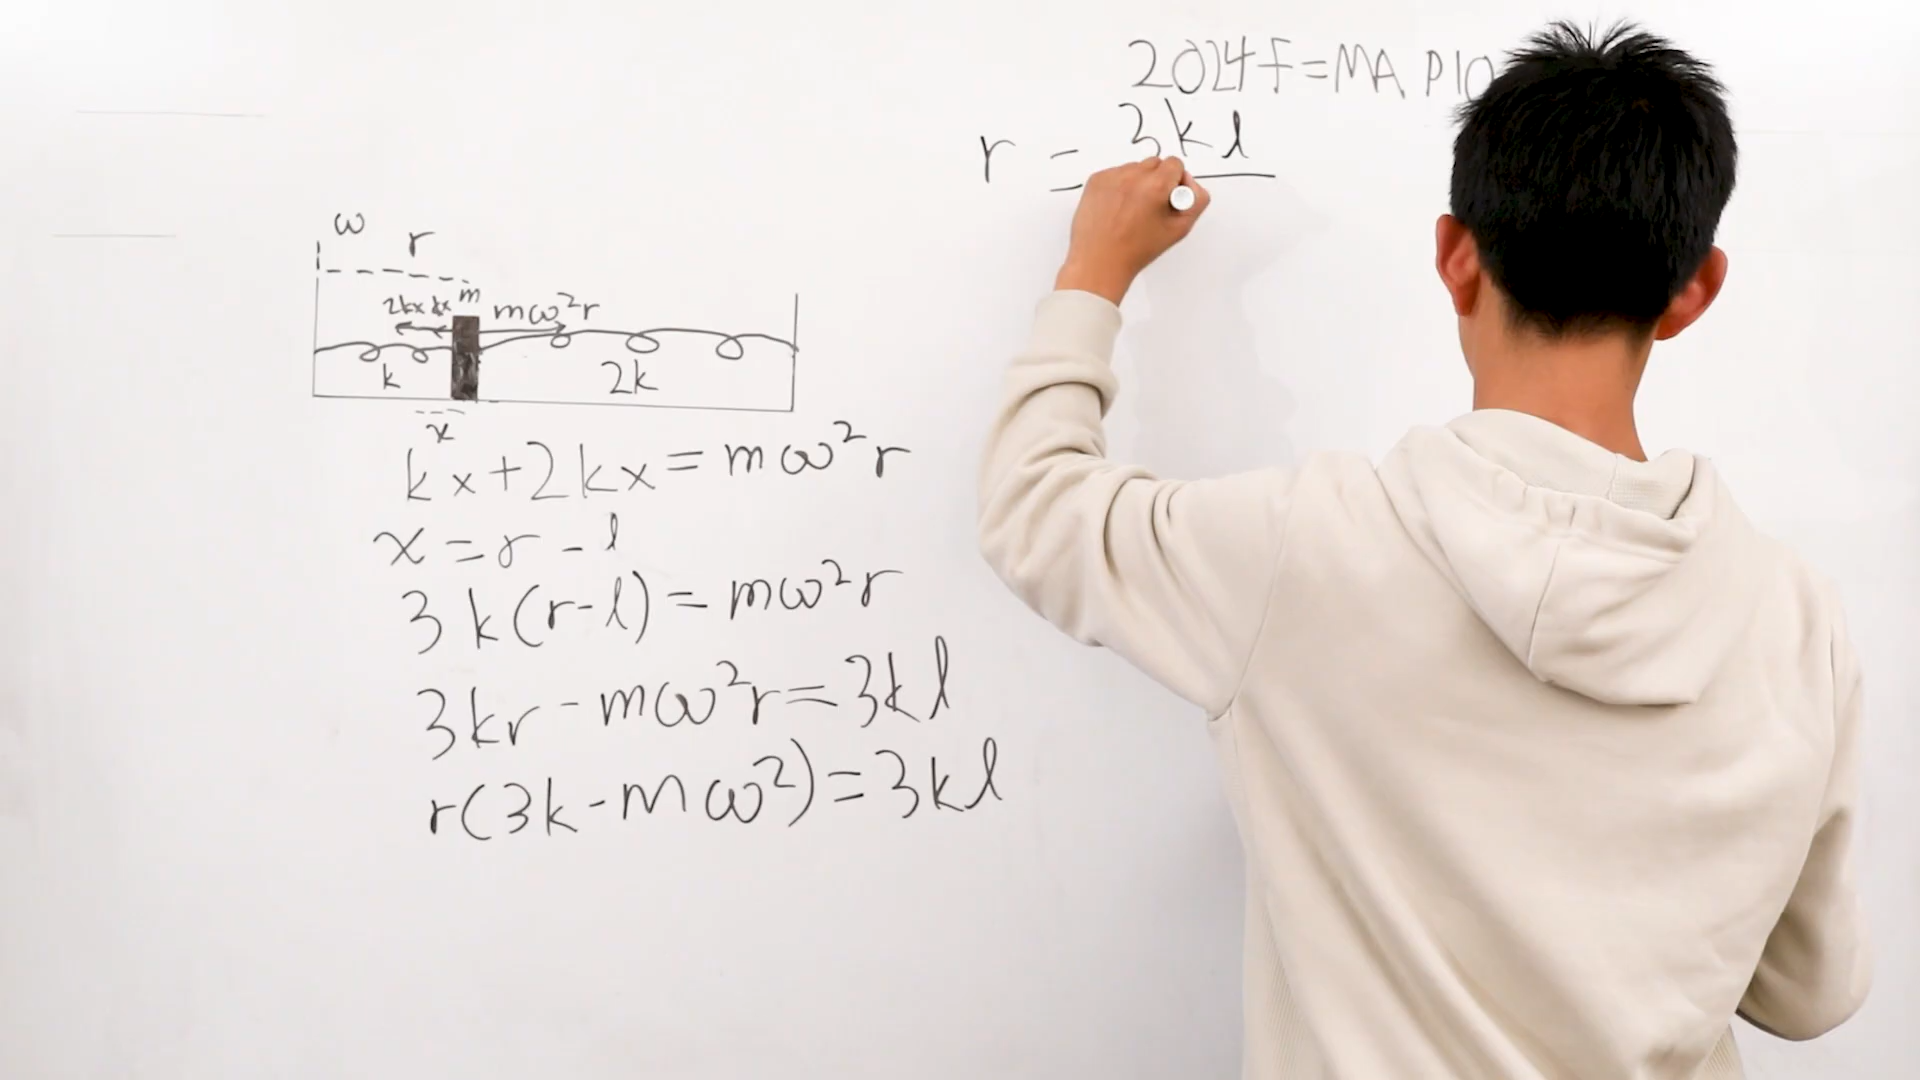 2024 F=MA P10
r = 3kl
ω
r
2kx kx m mω²r
k 2k
x
kx+2kx=mω²r
x=r-l
3k(r-l)=mω²r
3kr-mω²r=3kl
r(3k-mω²)=3kl